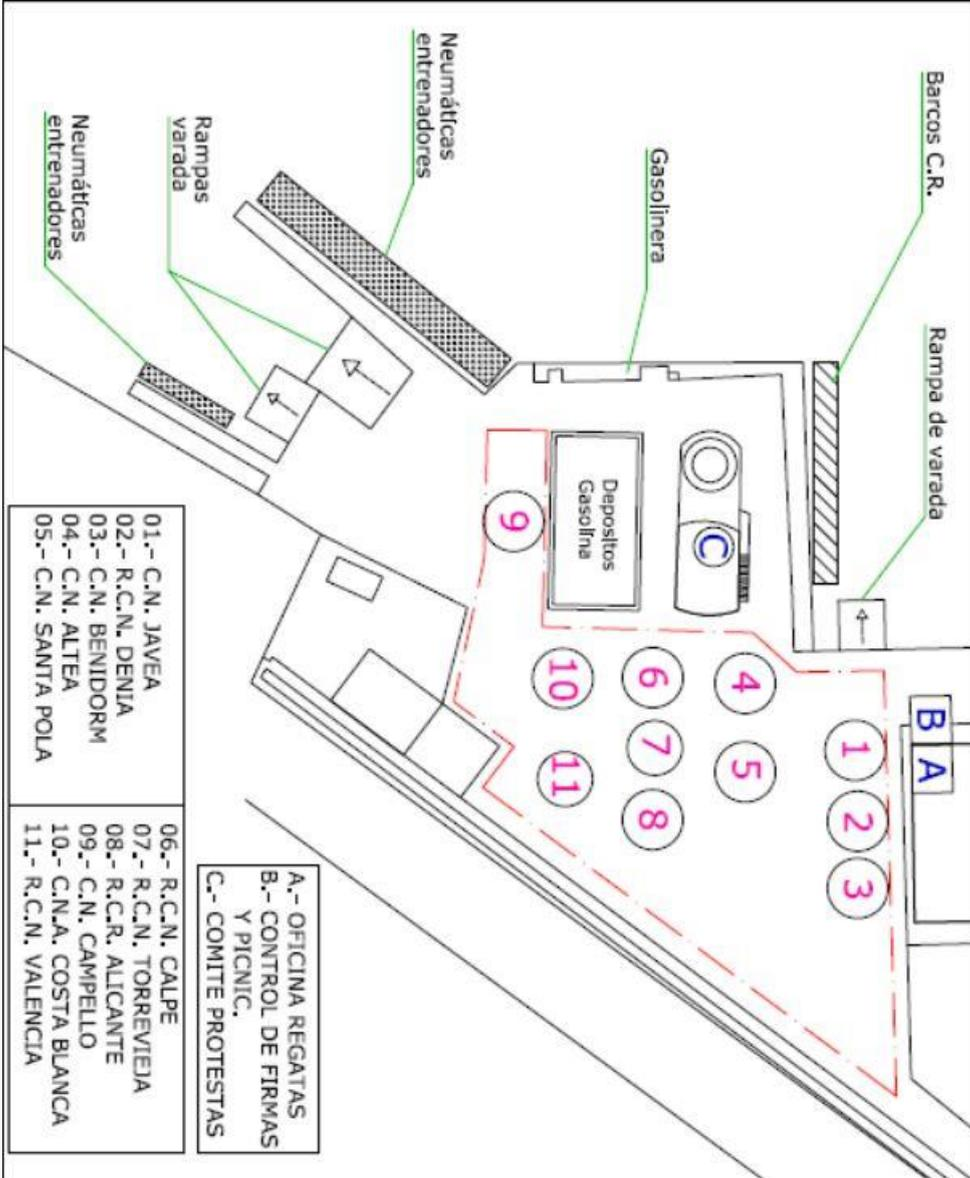 Barcos C.R.
Rampa de varada
B A
1 2 3
C
4 5
Gasolinera
6 7 8
Depositos
Gasolina
10 11
9
Neumáticas
entrenadores
Rampas
varada
Neumáticas
entrenadores
A.- OFICINA REGATAS
B.- CONTROL DE FIRMAS
Y PICNIC.
C.- COMITE PROTESTAS
01.- C.N. JAVEA
02.- R.C.N. DENIA
03.- C.N. BENIDORM
04.- C.N. ALTEA
05.- C.N. SANTA POLA
06.- R.C.N. CALPE
07.- R.C.N. TORREVIEJA
08.- R.C.R. ALICANTE
09.- C.N. CAMPELLO
10.- C.N.A. COSTA BLANCA
11.- R.C.N. VALENCIA